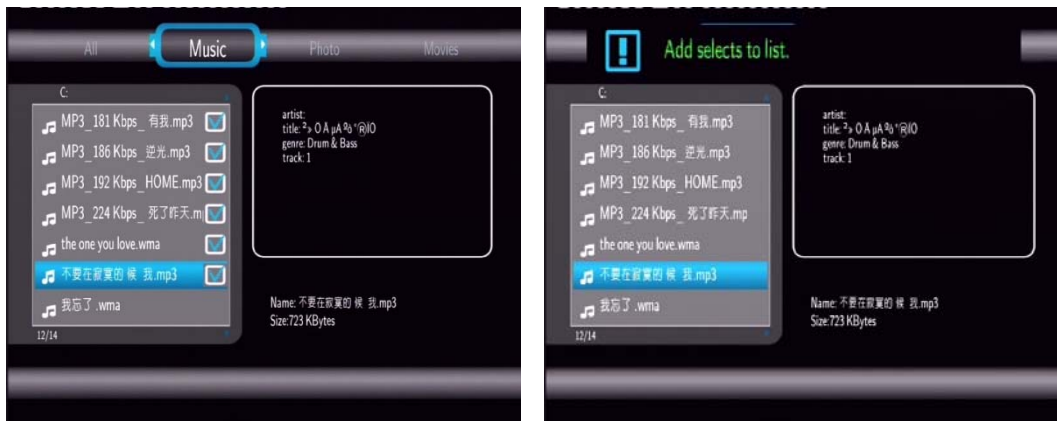 All Music Photo Movies
C:
MP3_181 Kbps_ 有我.mp3
MP3_186 Kbps_ 逆光.mp3
MP3_192 Kbps_HOME.mp3
MP3_224 Kbps_ 死了昨天.m
the one you love.wma
不要在寂寞的 候 我.mp3
我忘了 .wma
12/14
artist:
title: ²» Ò Å µÄ ºò ʺ®ÎÒ
genre: Drum & Bass
track: 1
Name: 不要在寂寞的 候 我.mp3
Size:723 KBytes
Add selects to list.
C:
MP3_181 Kbps_ 有我.mp3
MP3_186 Kbps_ 逆光.mp3
MP3_192 Kbps_HOME.mp3
MP3_224 Kbps_ 死了昨天.mp
the one you love.wma
不要在寂寞的 候 我.mp3
我忘了 .wma
12/14
artist:
genre: Drum & Bass
track: 1
Name: 不要在寂寞的 候 我.mp3
Size:723 KBytes